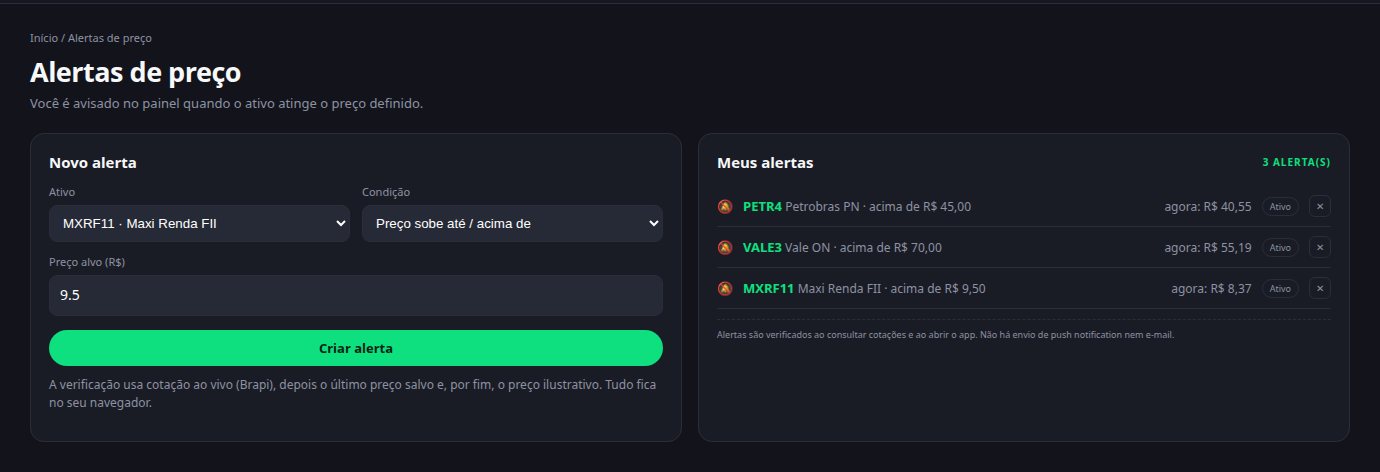 Início / Alertas de preço
Alertas de preço
Você é avisado no painel quando o ativo atinge o preço definido.
Novo alerta
Ativo
Condição
MXRF11 · Maxi Renda FII
Preço sobe até / acima de
Preço alvo (R$)
9.5
Criar alerta
A verificação usa cotação ao vivo (Brapi), depois o último preço salvo e, por fim, o preço ilustrativo. Tudo fica
no seu navegador.
Meus alertas
3 ALERTA(S)
PETR4 Petrobras PN · acima de R$ 45,00 agora: R$ 40,55 Ativo ✕
VALE3 Vale ON · acima de R$ 70,00 agora: R$ 55,19 Ativo ✕
MXRF11 Maxi Renda FII · acima de R$ 9,50 agora: R$ 8,37 Ativo ✕
Alertas são verificados ao consultar cotações e ao abrir o app. Não há envio de push notification nem e-mail.